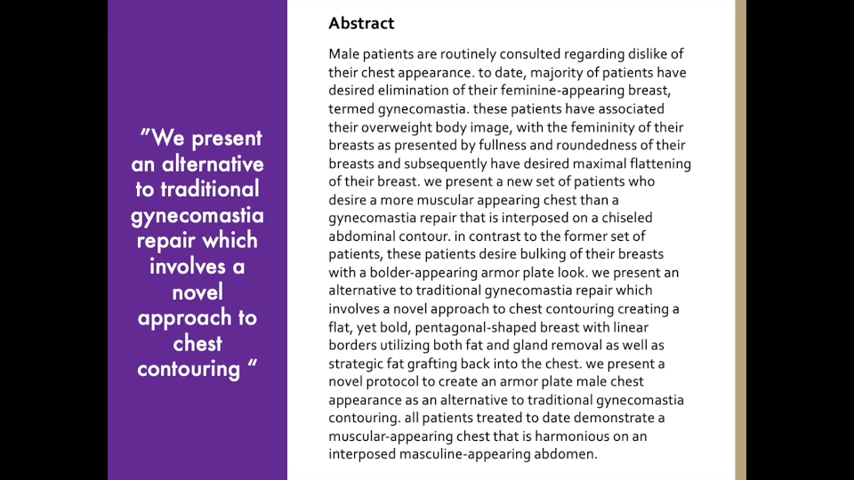 "We present
an alternative
to traditional
gynecomastia
repair which
involves a
novel
approach to
chest
contouring "
Abstract
Male patients are routinely consulted regarding dislike of
their chest appearance. to date, majority of patients have
desired elimination of their feminine-appearing breast,
termed gynecomastia. these patients have associated
their overweight body image, with the femininity of their
breasts as presented by fullness and roundedness of their
breasts and subsequently have desired maximal flattening
of their breast. we present a new set of patients who
desire a more muscular appearing chest than a
gynecomastia repair that is interposed on a chiseled
abdominal contour. in contrast to the former set of
patients, these patients desire bulking of their breasts
with a bolder-appearing armor plate look. we present an
alternative to traditional gynecomastia repair which
involves a novel approach to chest contouring creating a
flat, yet bold, pentagonal-shaped breast with linear
borders utilizing both fat and gland removal as well as
strategic fat grafting back into the chest. we present a
novel protocol to create an armor plate male chest
appearance as an alternative to traditional gynecomastia
contouring. all patients treated to date demonstrate a
muscular-appearing chest that is harmonious on an
interposed masculine-appearing abdomen.